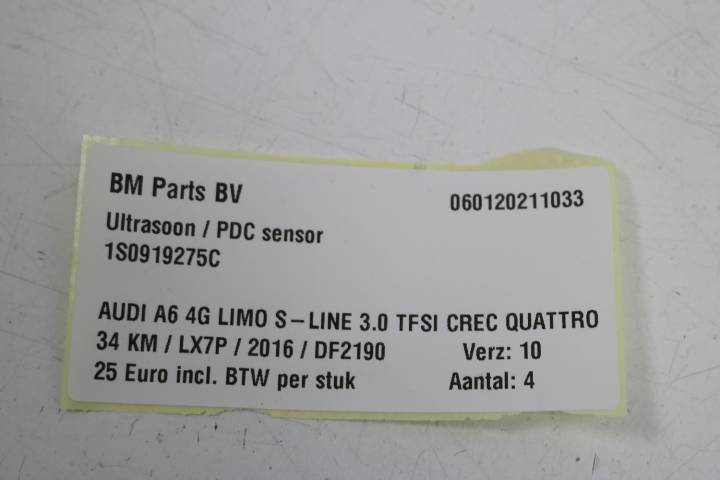 BM Parts BV 060120211033
Ultrasoon / PDC sensor
1S0919275C
AUDI A6 4G LIMO S-LINE 3.0 TFSI CREC QUATTRO
34 KM / LX7P / 2016 / DF2190 Verz: 10
25 Euro incl. BTW per stuk Aantal: 4